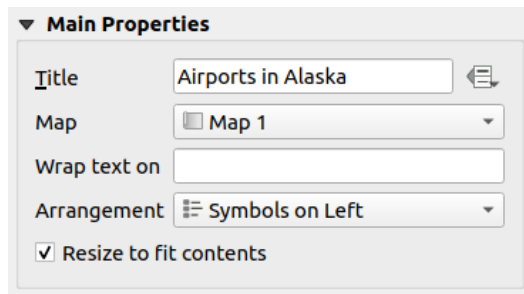 Main Properties
Title Airports in Alaska
Map Map 1
Wrap text on
Arrangement Symbols on Left
Resize to fit contents